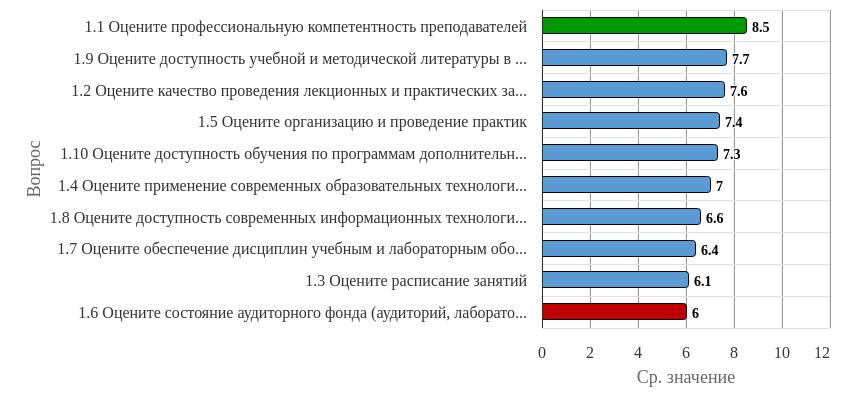 1.1 Оцените профессиональную компетентность преподавателей 8.5
1.9 Оцените доступность учебной и методической литературы в ... 7.7
1.2 Оцените качество проведения лекционных и практических за... 7.6
1.5 Оцените организацию и проведение практик 7.4
1.10 Оцените доступность обучения по программам дополнительн... 7.3
1.4 Оцените применение современных образовательных технологи... 7
1.8 Оцените доступность современных информационных технологи... 6.6
1.7 Оцените обеспечение дисциплин учебным и лабораторным обо... 6.4
1.3 Оцените расписание занятий 6.1
1.6 Оцените состояние аудиторного фонда (аудиторий, лаборато... 6
Вопрос
0 2 4 6 8 10 12
Ср. значение